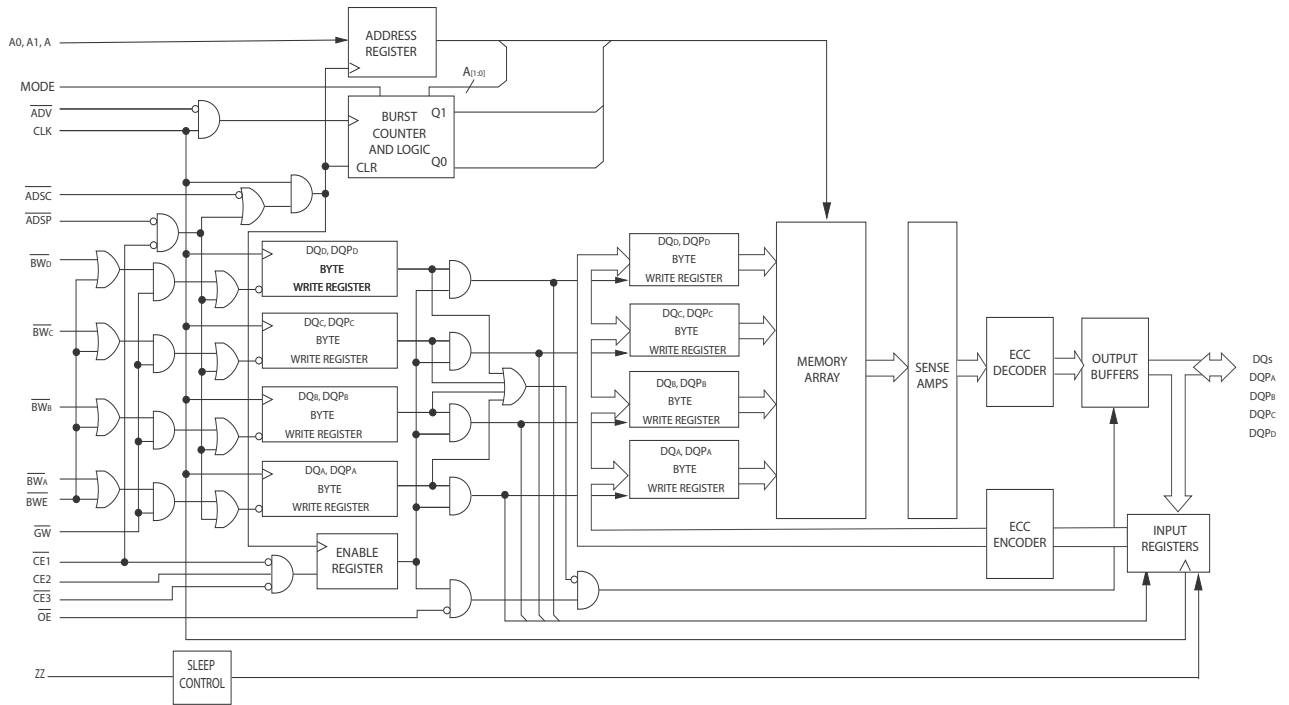 A0, A1, A
ADDRESS
REGISTER
MODE
A[1:0]
ADV
CLK
BURST
COUNTER
AND LOGIC
CLR
Q1
Q0
ADSC
ADSP
BWD
DQD, DQPD
BYTE
WRITE REGISTER
BWC
DQC, DQPC
BYTE
WRITE REGISTER
BWB
DQB, DQPB
BYTE
WRITE REGISTER
BWA
BWE
DQA, DQPA
BYTE
WRITE REGISTER
GW
CE1
CE2
CE3
OE
ENABLE
REGISTER
ZZ
SLEEP
CONTROL
DQD, DQPD
BYTE
WRITE REGISTER
DQC, DQPC
BYTE
WRITE REGISTER
DQB, DQPB
BYTE
WRITE REGISTER
DQA, DQPA
BYTE
WRITE REGISTER
MEMORY
ARRAY
SENSE
AMPS
ECC
DECODER
OUTPUT
BUFFERS
ECC
ENCODER
INPUT
REGISTERS
DQs
DQPA
DQPB
DQPC
DQPD